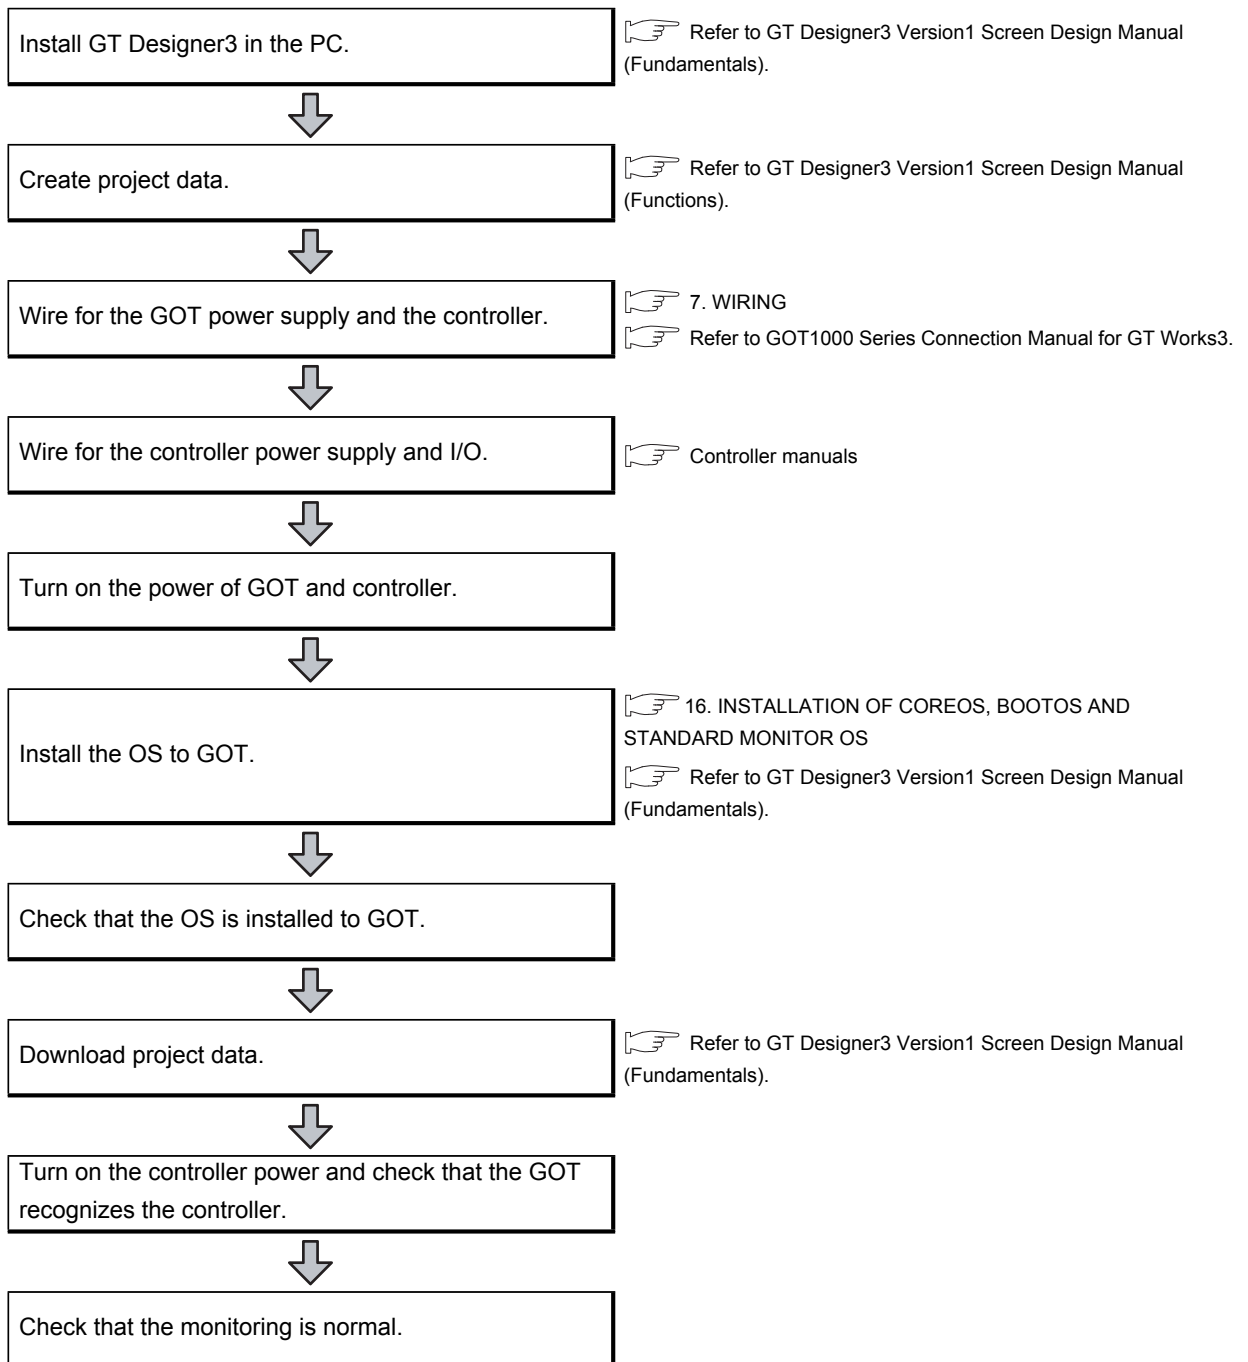 Install GT Designer3 in the PC.
Refer to GT Designer3 Version1 Screen Design Manual
(Fundamentals).
Create project data.
Refer to GT Designer3 Version1 Screen Design Manual
(Functions).
Wire for the GOT power supply and the controller.
7. WIRING
Refer to GOT1000 Series Connection Manual for GT Works3.
Wire for the controller power supply and I/O.
Controller manuals
Turn on the power of GOT and controller.
Install the OS to GOT.
16. INSTALLATION OF COREOS, BOOTOS AND
STANDARD MONITOR OS
Refer to GT Designer3 Version1 Screen Design Manual
(Fundamentals).
Check that the OS is installed to GOT.
Download project data.
Refer to GT Designer3 Version1 Screen Design Manual
(Fundamentals).
Turn on the controller power and check that the GOT
recognizes the controller.
Check that the monitoring is normal.